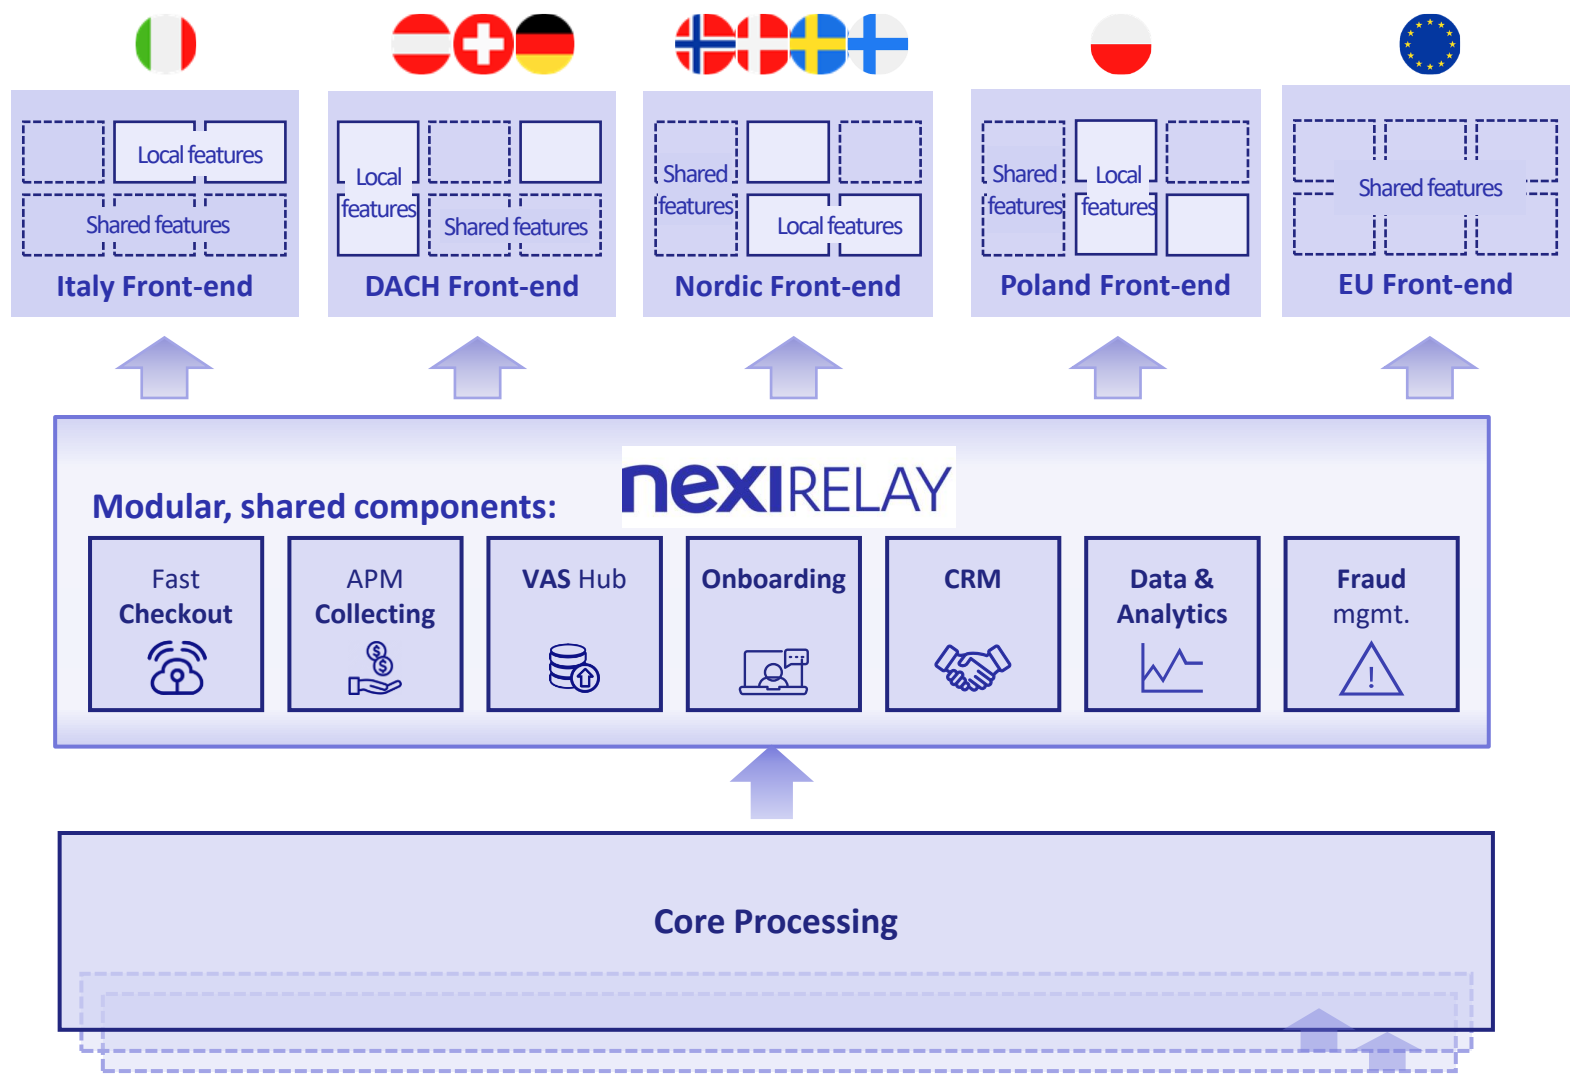 Local features
Shared features
Italy Front-end
Local
features
Shared features
DACH Front-end
Shared
features
Local features
Nordic Front-end
Shared
features
Local
features
Poland Front-end
Shared features
EU Front-end
nexi RELAY
Modular, shared components:
Fast
Checkout
APM
Collecting
VAS Hub
Onboarding
CRM
Data &
Analytics
Fraud
mgmt.
$
$
!
Core Processing